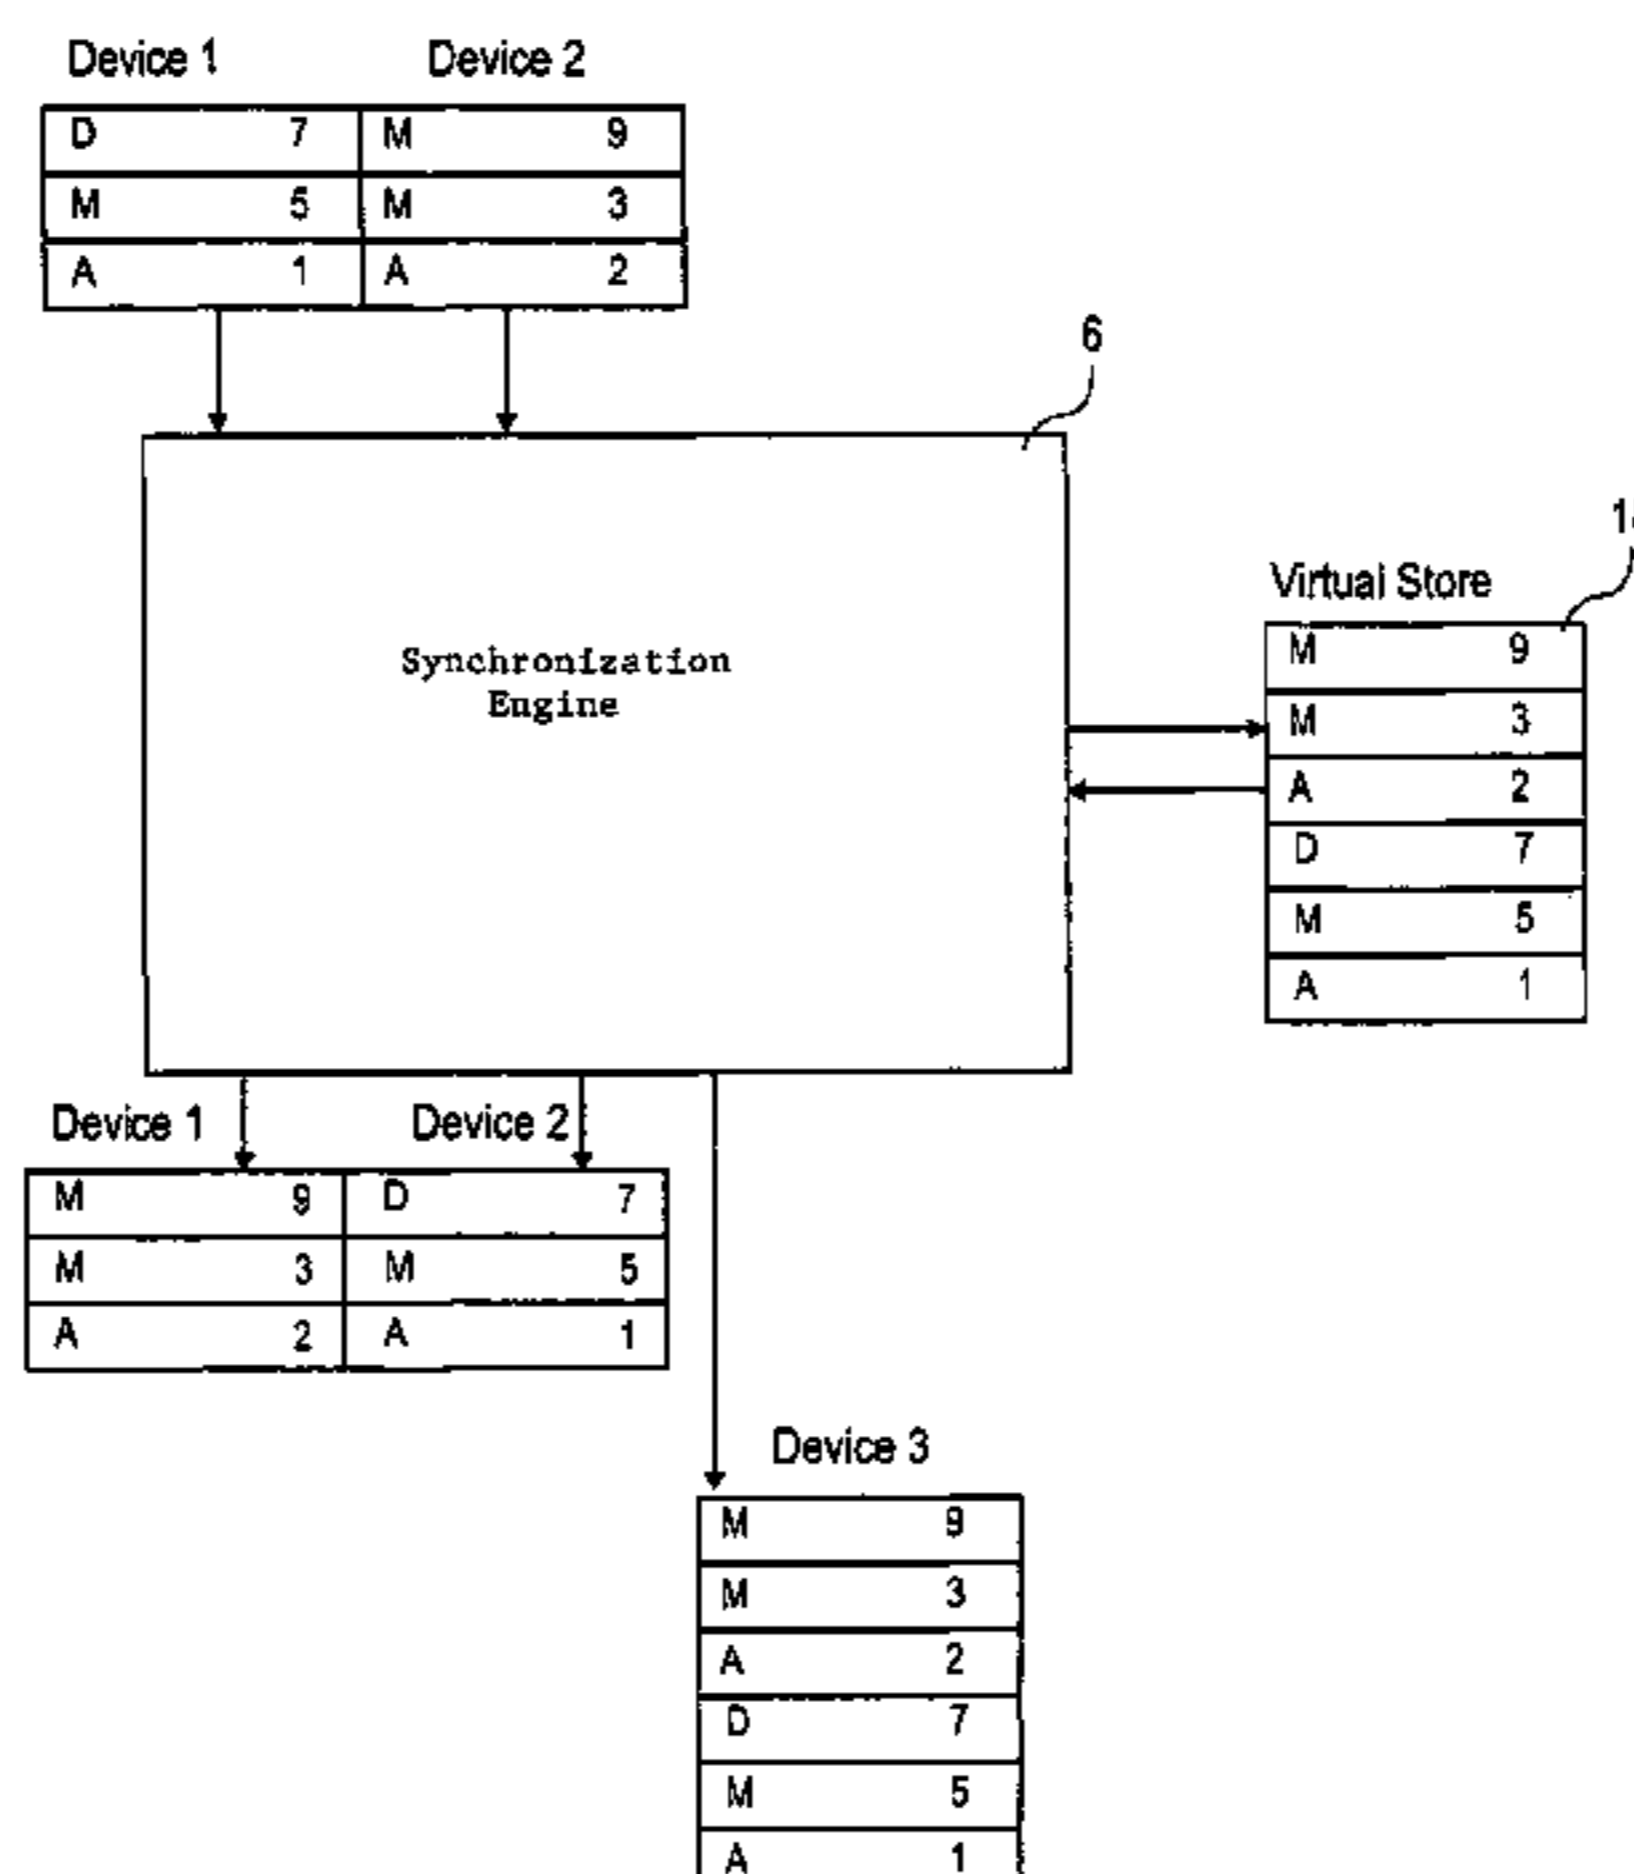 Device 1 Device 2
D 7 M 9
M 5 M 3
A 1 A 2
6
Synchronization
Engine
Virtual Store
M 9
M 3
A 2
D 7
M 5
A 1
Device 1 Device 2
M 9 D 7
M 3 M 5
A 2 A 1
Device 3
M 9
M 3
A 2
D 7
M 5
A 1